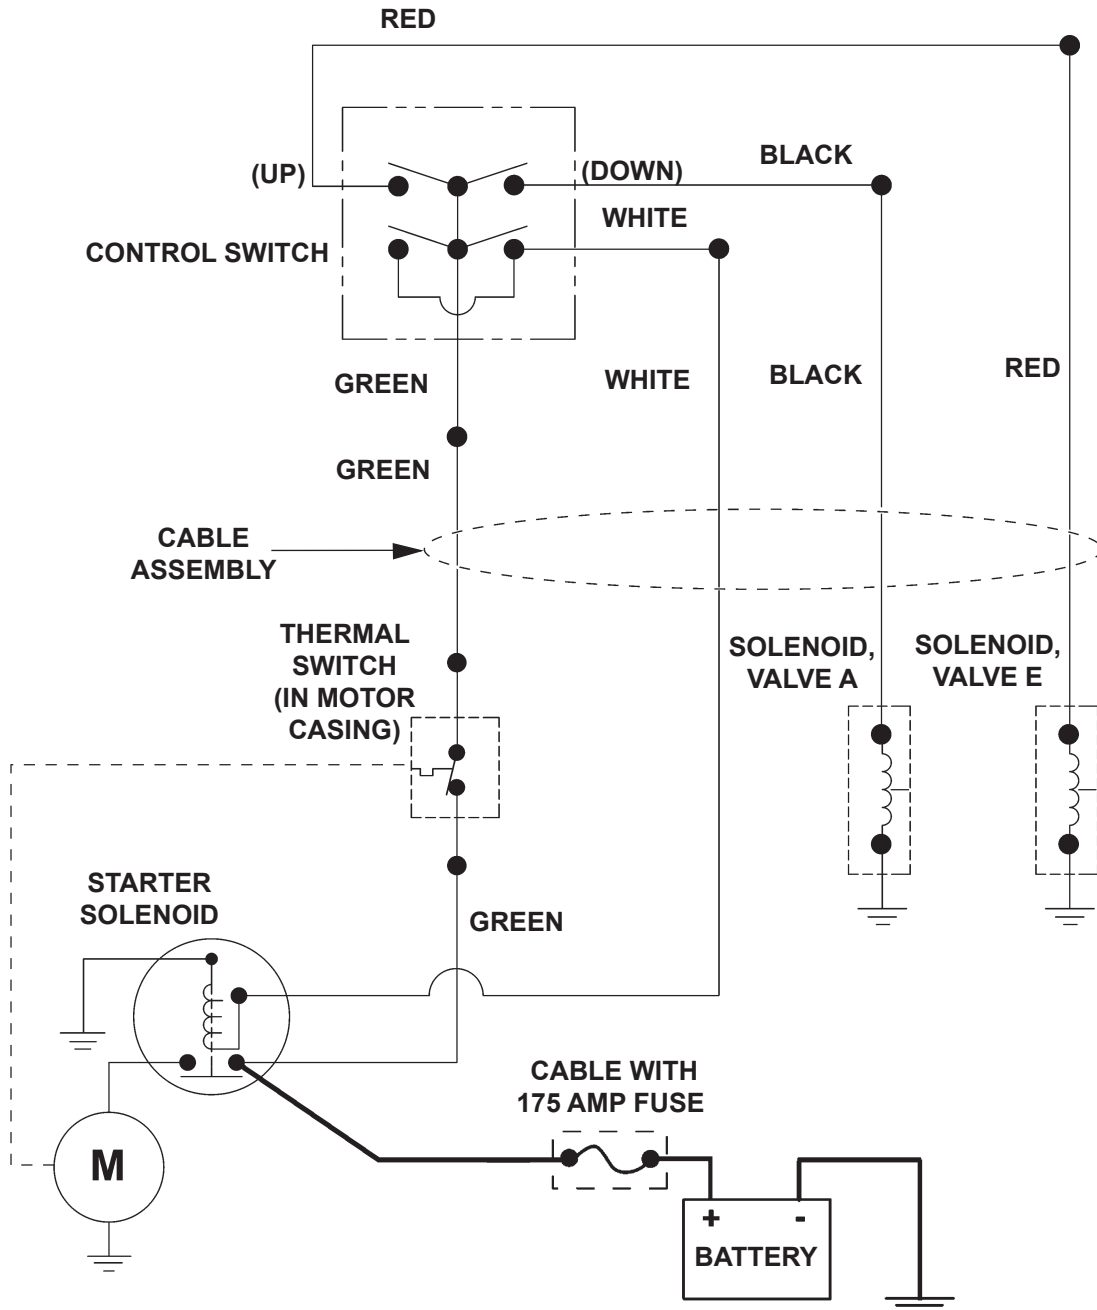 RED
BLACK
(UP)
(DOWN)
WHITE
CONTROL SWITCH
GREEN
WHITE
BLACK
RED
GREEN
CABLE
ASSEMBLY
THERMAL
SWITCH
(IN MOTOR
CASING)
SOLENOID,
VALVE A
SOLENOID,
VALVE E
STARTER
SOLENOID
GREEN
CABLE WITH
175 AMP FUSE
M
+ -
BATTERY